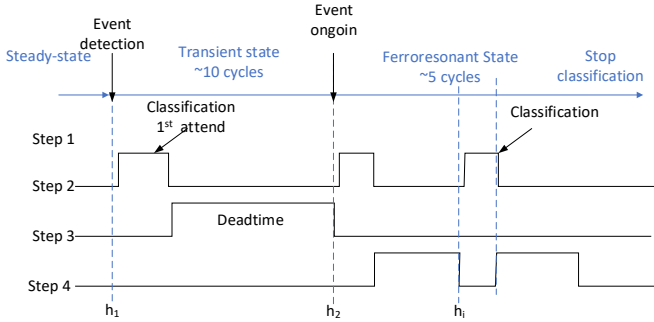 Event
detection
Event
ongoin
Steady-state
Transient state
~10 cycles
Ferroresonant State
~5 cycles
Stop
classification
Classification
1st attend
Classification
Step 1
Step 2
Deadtime
Step 3
Step 4
h1
h2
hi